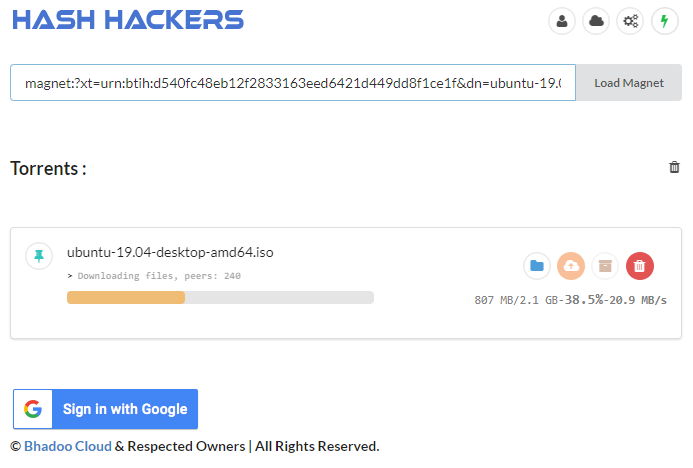 HASH HACKERS
magnet:?xt=urn:btih:d540fc48eb12f2833163eed6421d449dd8f1ce1f&dn=ubuntu-19.0
Load Magnet
Torrents :
ubuntu-19.04-desktop-amd64.iso
> Downloading files, peers: 240
807 MB/2.1 GB-38.5%-20.9 MB/s
G Sign in with Google
© Bhadoo Cloud & Respected Owners | All Rights Reserved.